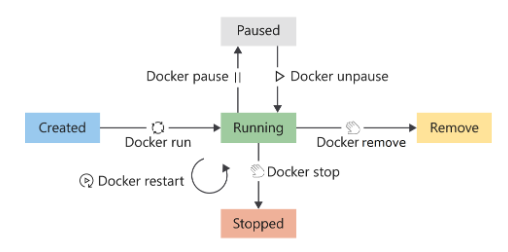 Paused
Docker pause
Docker unpause
Created
Docker run
Running
Docker remove
Remove
Docker restart
Docker stop
Stopped